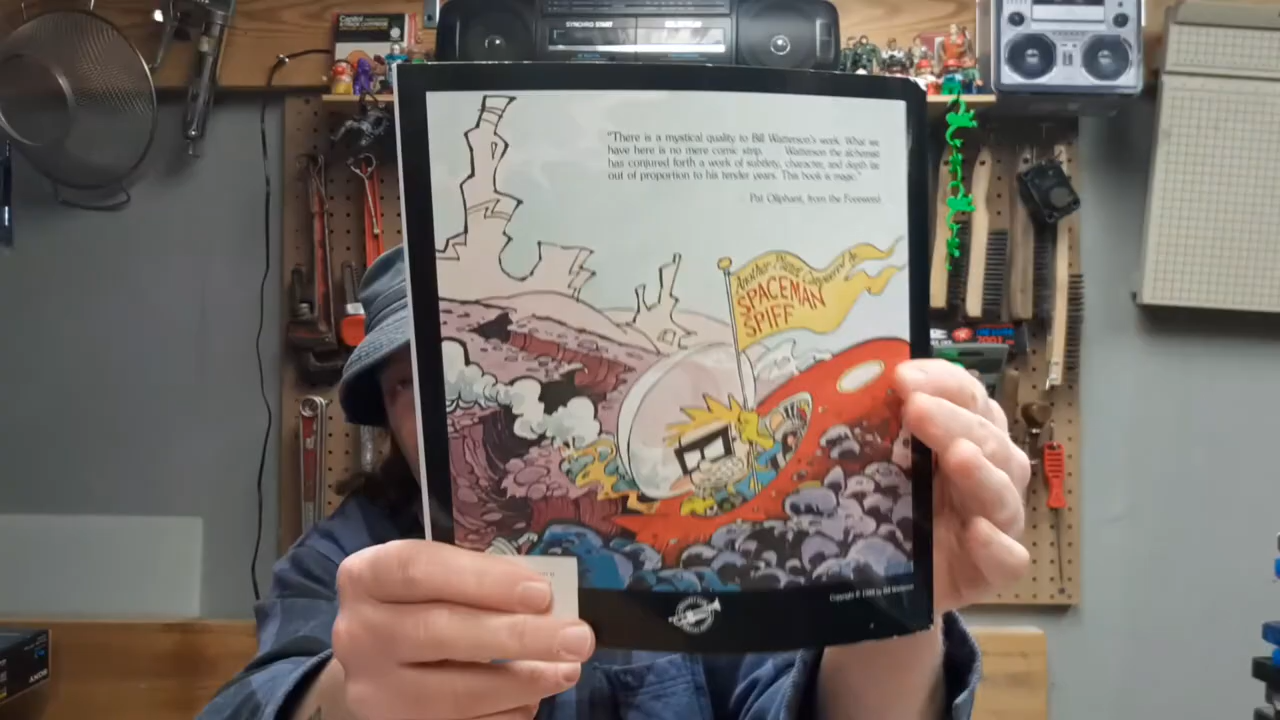 Capitol
SYNCHRO START
"There is a mystical quality to Bill Watterson's work. What we
have here is no mere comic strip. Watterson the alchemist
has conjured forth a work of subtlety, character, and depth far
out of proportion to his tender years. This book is magic."
Pat Oliphant, from the Foreword
Another Planet Conquered by
SPACEMAN
SPIFF
Copyright © 1988 by Bill Watterson
SONY